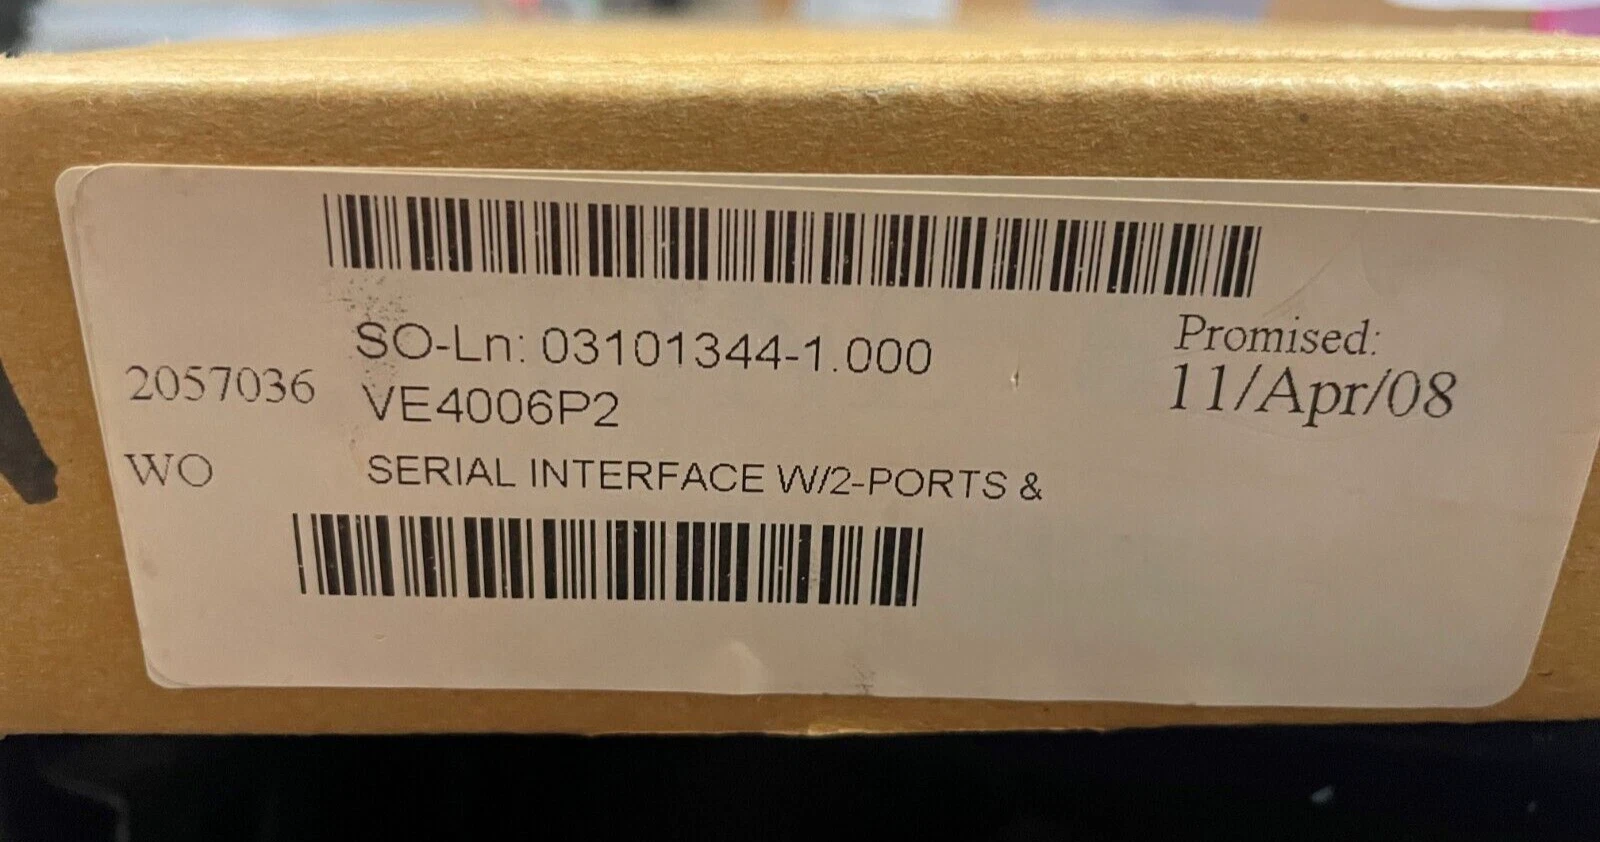 SO-Ln: 03101344-1.000
Promised:
2057036
VE4006P2
11/Apr/08
WO
SERIAL INTERFACE W/2-PORTS &